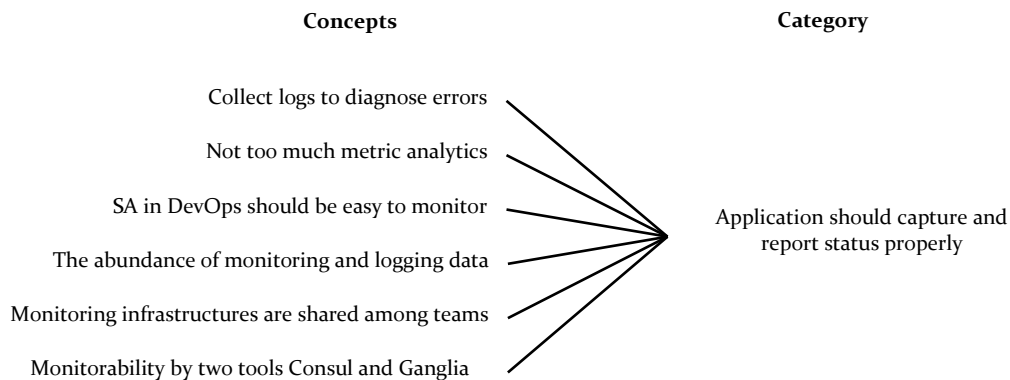 Concepts
Category
Collect logs to diagnose errors
Not too much metric analytics
SA in DevOps should be easy to monitor
The abundance of monitoring and logging data
Monitoring infrastructures are shared among teams
Monitorability by two tools Consul and Ganglia
Application should capture and
report status properly